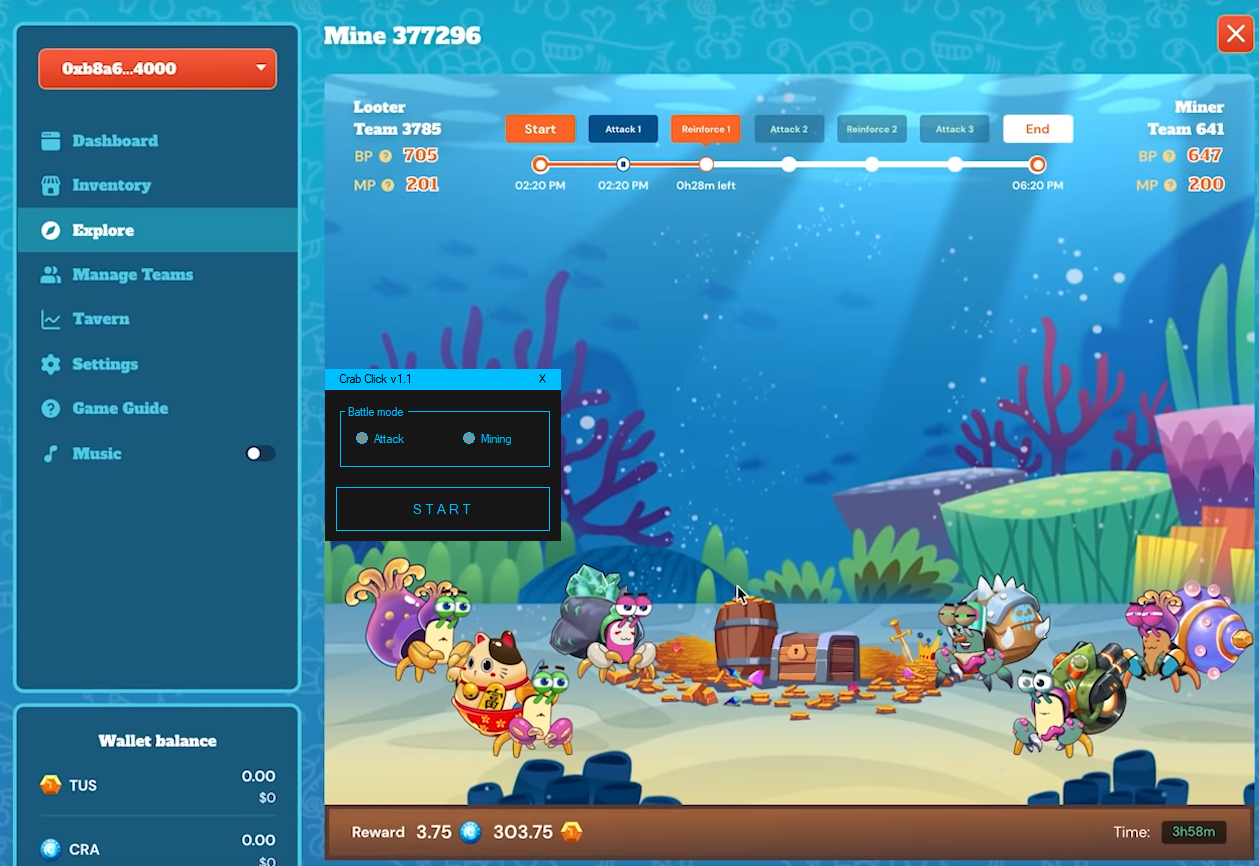 Mine 377296
0xb8a6...4000
Dashboard
Inventory
Explore
Manage Teams
Tavern
Settings
Game Guide
Music
Wallet balance
TUS 0.00
$0
CRA 0.00
$0
Looter
Team 3785
BP ? 705
MP ? 201
Start Attack 1 Reinforce 1 Attack 2 Reinforce 2 Attack 3 End
02:20 PM 02:20 PM 0h28m left 06:20 PM
Miner
Team 641
BP ? 647
MP ? 200
Crab Click v1.1 X
Battle mode
Attack Mining
START
富
Reward 3.75 303.75 Time: 3h58m